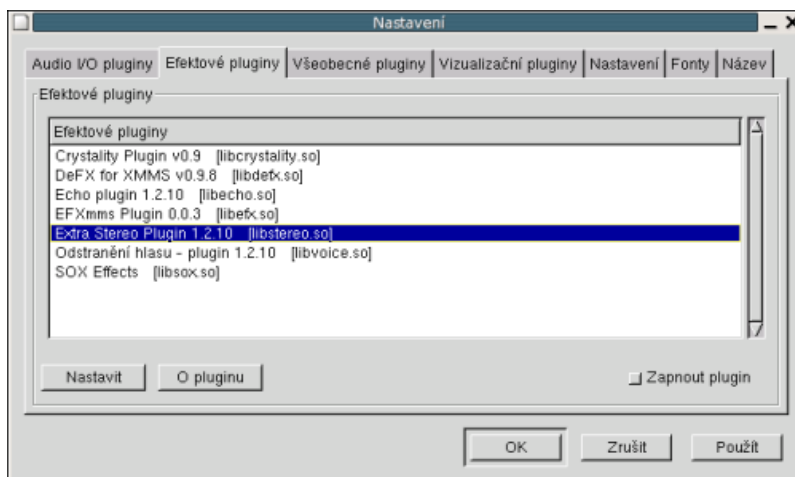 Nastavení
Audio I/O pluginy Efektové pluginy Všeobecné pluginy Vizualizační pluginy Nastavení Fonty Název
Efektové pluginy
Efektové pluginy
Crystality Plugin v0.9 [libcrystality.so]
DeFX for XMMS v0.9.8 [libdefx.so]
Echo plugin 1.2.10 [libecho.so]
EFXmms Plugin 0.0.3 [libefx.so]
Extra Stereo Plugin 1.2.10 [libstereo.so]
Odstranění hlasu - plugin 1.2.10 [libvoice.so]
SOX Effects [libsox.so]
Nastavit O pluginu Zapnout plugin
OK Zrušit Použít